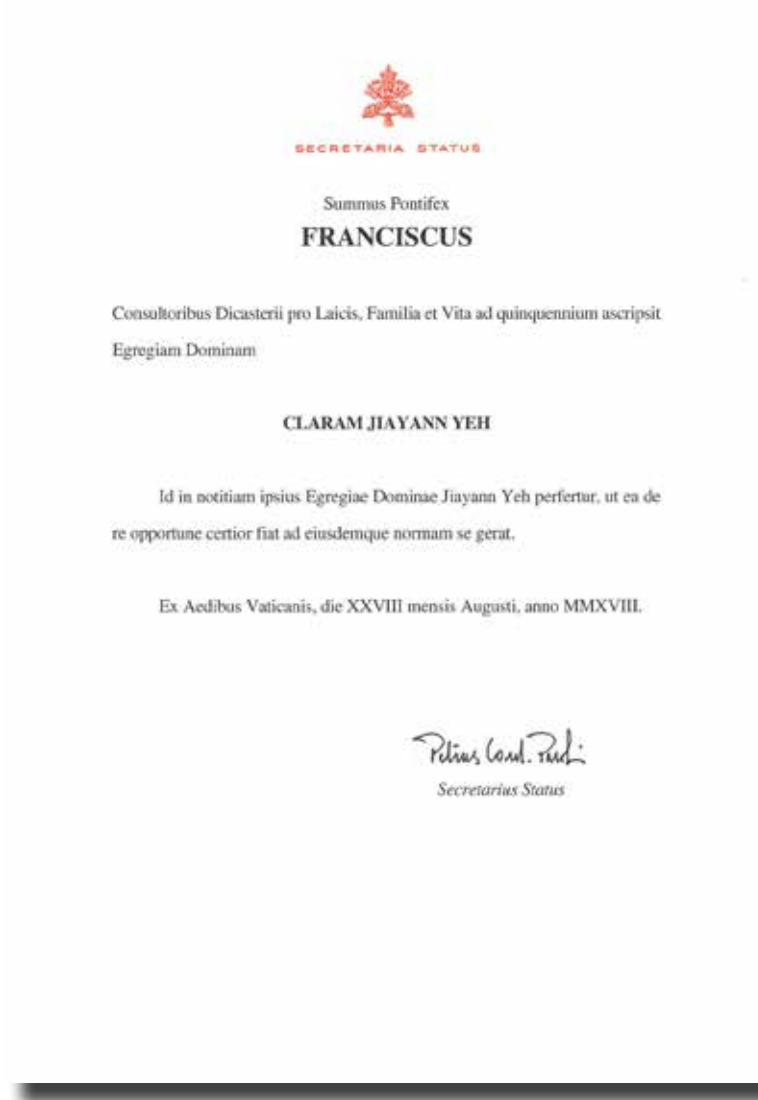 SECRETARIA STATUS
Summus Pontifex
FRANCISCUS
Consultoribus Dicasterii pro Laicis, Familia et Vita ad quinquennium ascripsit
Egregiam Dominam
CLARAM JIAYANN YEH
Id in notitiam ipsius Egregiae Dominae Jiayann Yeh perfertur, ut ea de
re opportune certior fiat ad eiusdemque normam se gerat.
Ex Aedibus Vaticanis, die XXVIII mensis Augusti, anno MMXVIII.
Petrus Card.
Secretarius Status